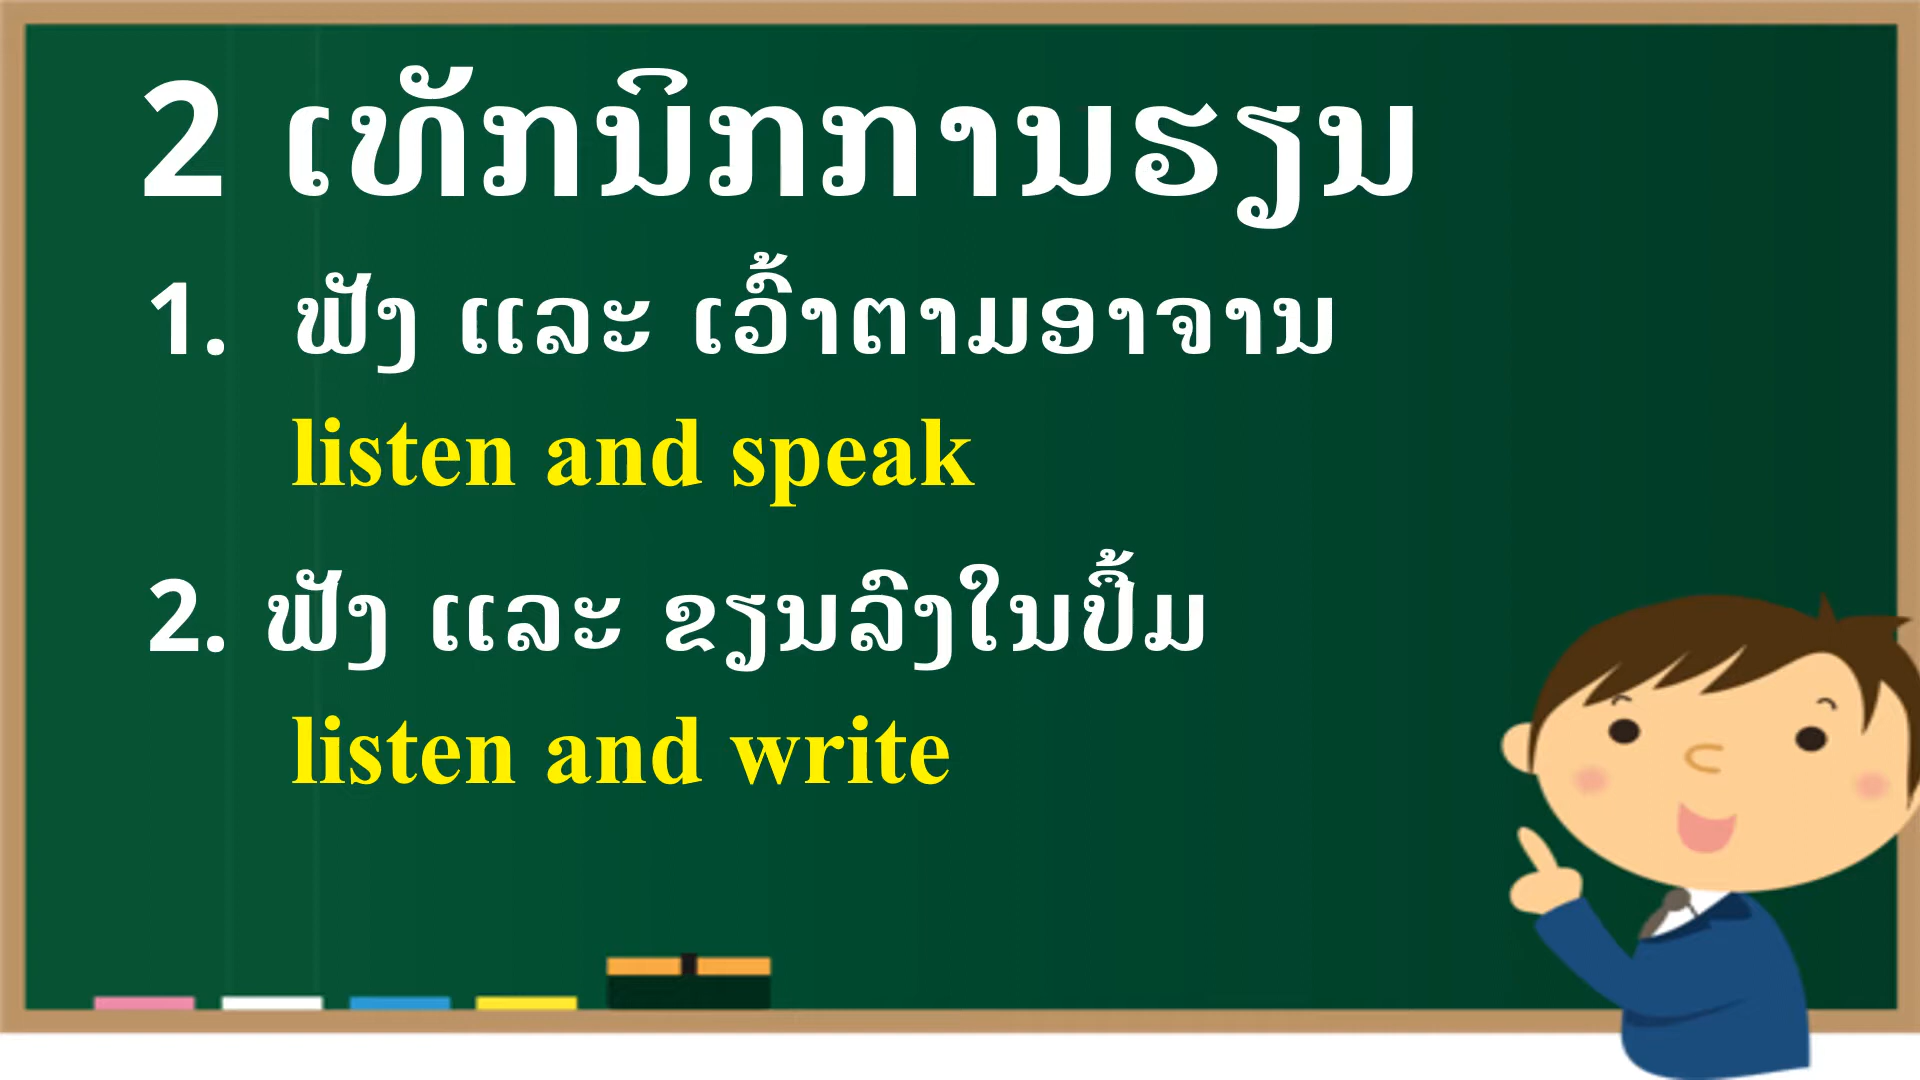 2 ເທັກນິກການຮຽນ
1. ຟັງ ແລະ ເວົ້າຕາມອາຈານ
listen and speak
2. ຟັງ ແລະ ຂຽນລົງໃນປື້ມ
listen and write